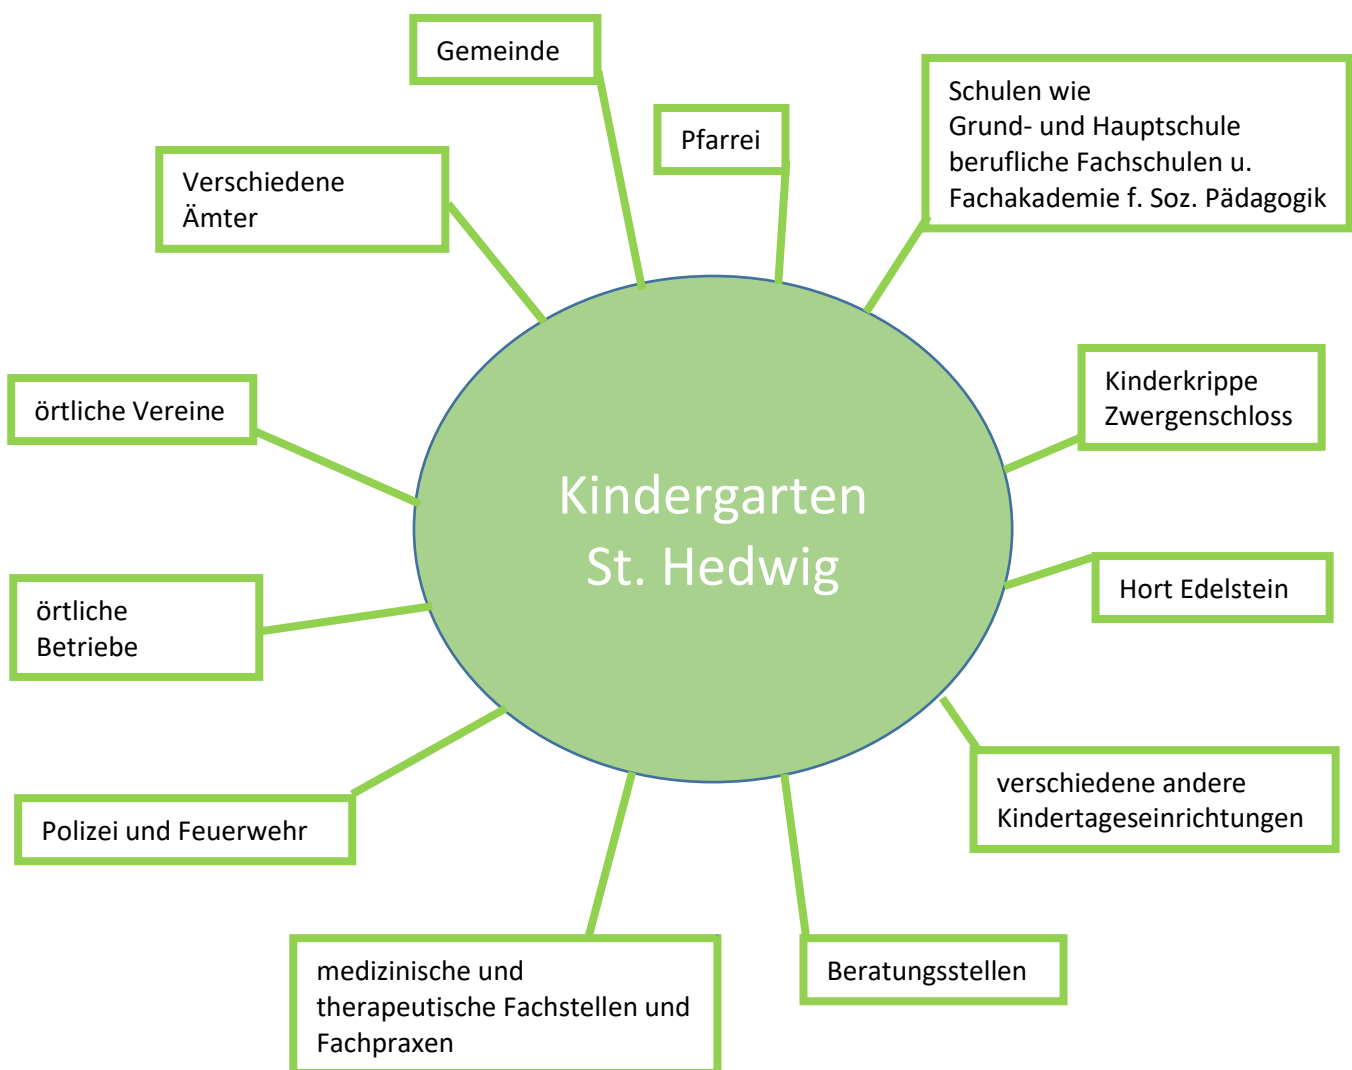 Gemeinde
Pfarrei
Schulen wie
Grund- und Hauptschule
berufliche Fachschulen u.
Fachakademie f. Soz. Pädagogik
Verschiedene
Ämter
Kinderkrippe
Zwergenschloss
örtliche Vereine
Kindergarten
St. Hedwig
Hort Edelstein
örtliche
Betriebe
verschiedene andere
Kindertageseinrichtungen
Polizei und Feuerwehr
medizinische und
therapeutische Fachstellen und
Fachpraxen
Beratungsstellen